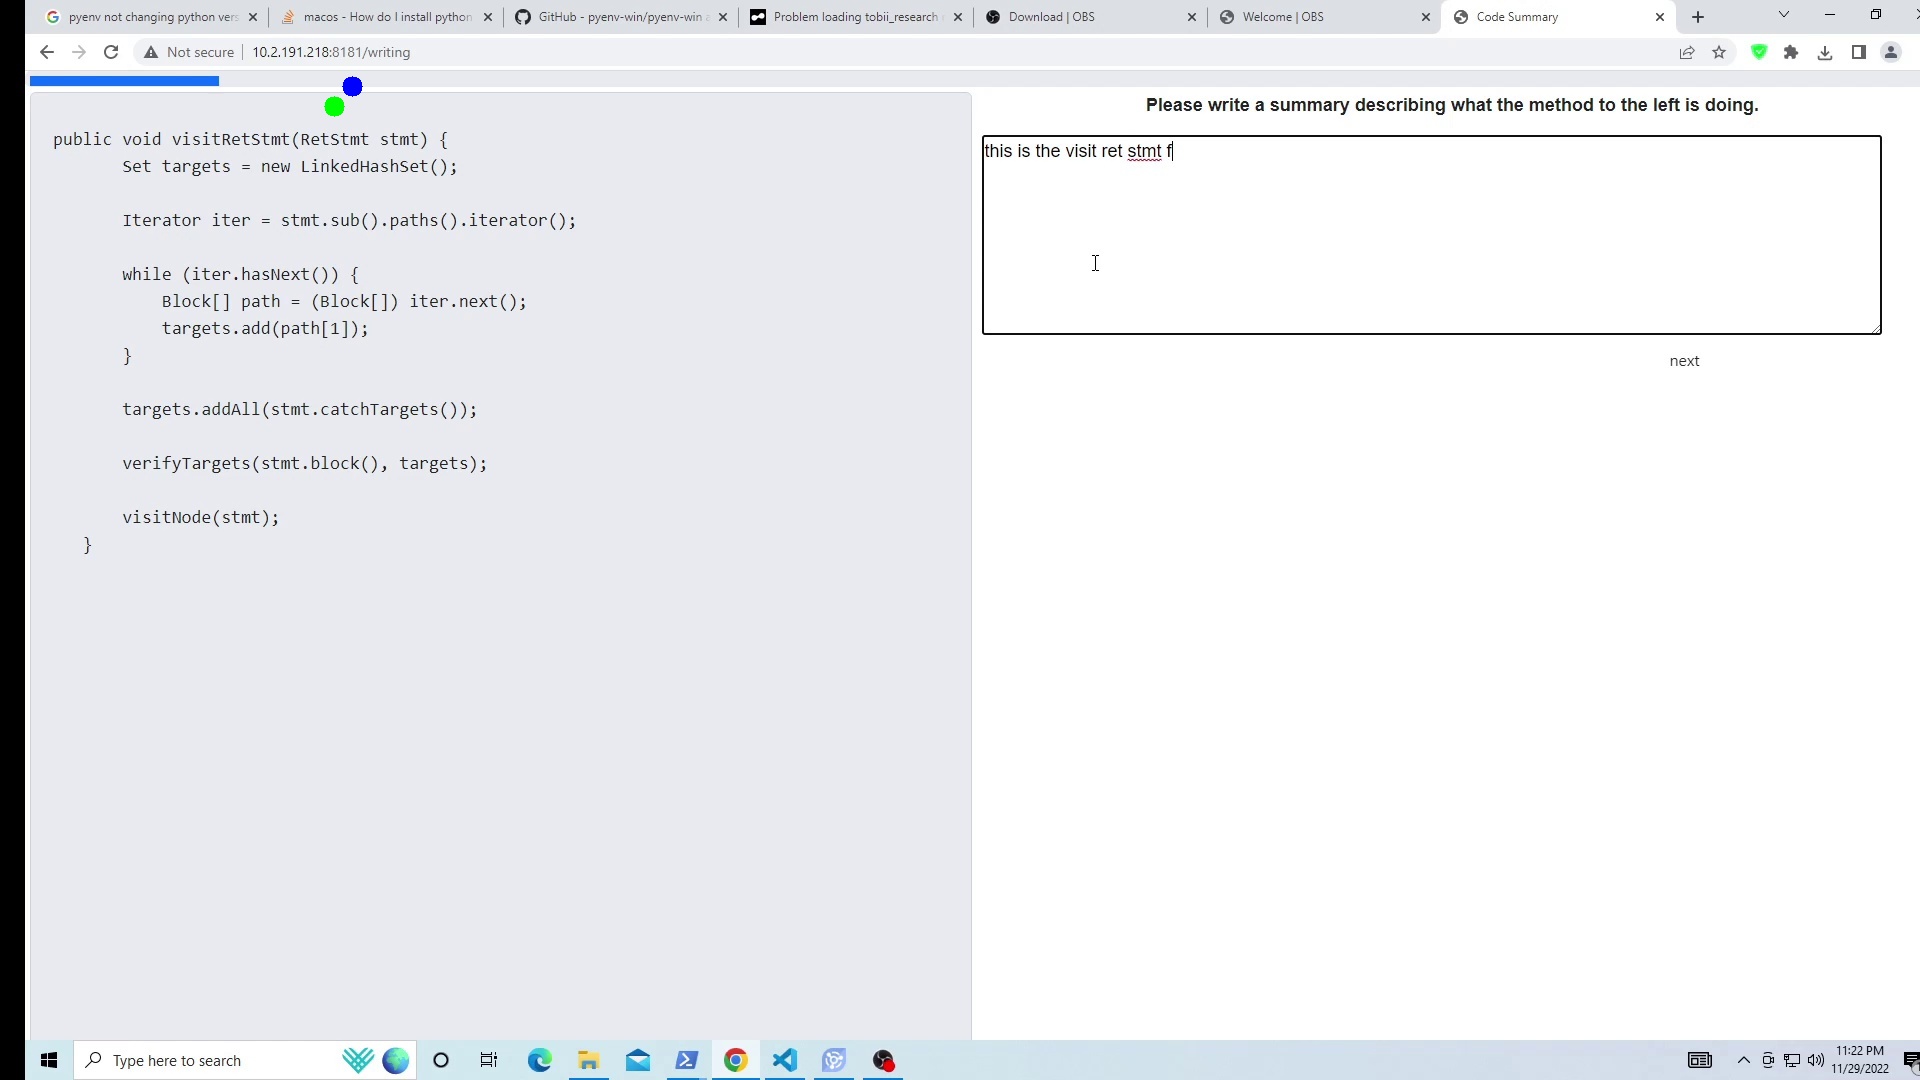 pyenv not changing python vers
macos - How do I install python
GitHub - pyenv-win/pyenv-win a
Problem loading tobii_research
Download | OBS
Welcome | OBS
Code Summary
Not secure
10.2.191.218:8181/writing
public void visitRetStmt(RetStmt stmt) {
Set targets = new LinkedHashSet();
Iterator iter = stmt.sub().paths().iterator();
while (iter.hasNext()) {
Block[] path = (Block[]) iter.next();
targets.add(path[1]);
}
targets.addAll(stmt.catchTargets());
verifyTargets(stmt.block(), targets);
visitNode(stmt);
}
Please write a summary describing what the method to the left is doing.
this is the visit ret stmt f
next
Type here to search
11:22 PM
11/29/2022